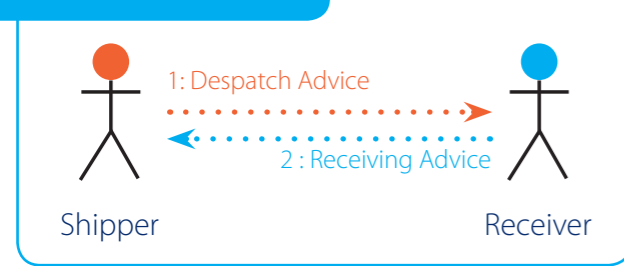 1: Despatch Advice
2 : Receiving Advice
Shipper
Receiver